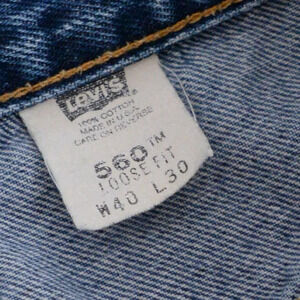 Levi's
100% COTTON
MADE IN U.S.A.
CARE ON REVERSE
560™
LOOSE FIT
W40 L30